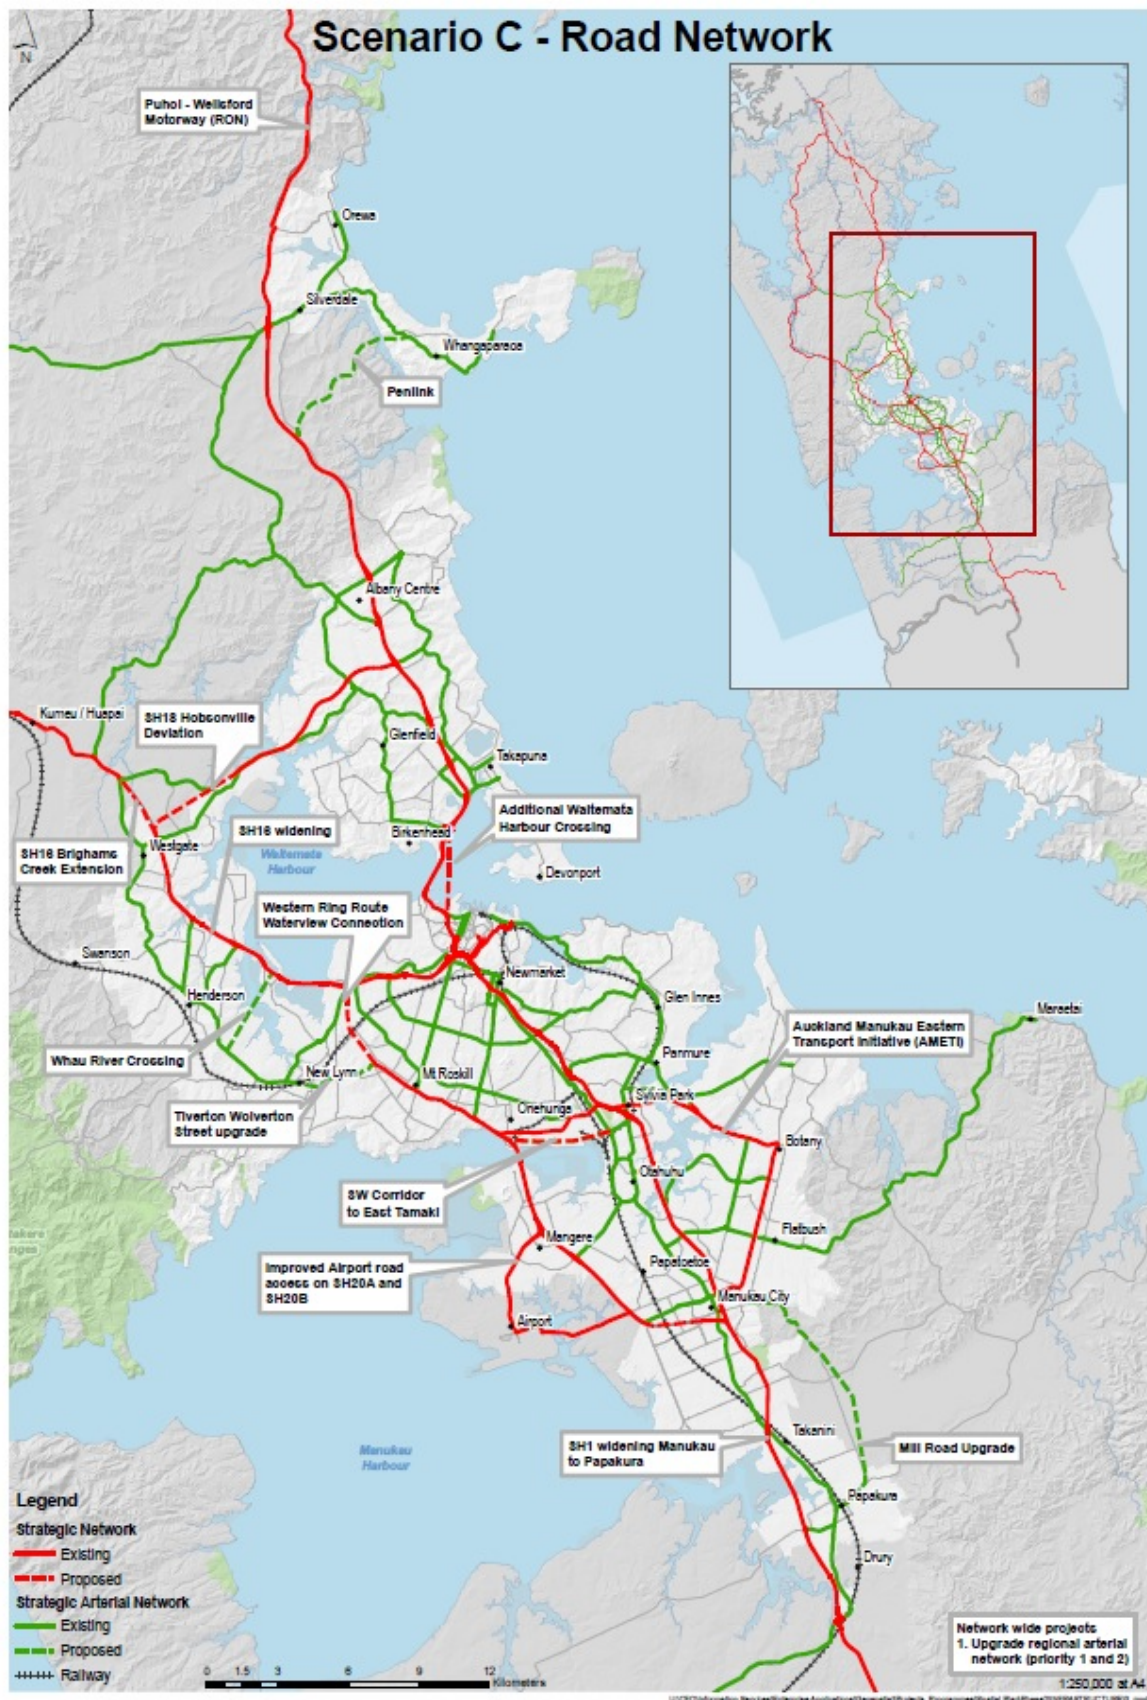 Scenario C - Road Network
N
Puhoi - Wellsford
Motorway (RON)
Orewa
Silverdale
Whangaparaoa
Penlink
Albany Centre
Kumeu / Huapai
SH18 Hobsonville
Deviation
Glenfield
Takapuna
Additional Waitemata
Harbour Crossing
SH16 widening
Birkenhead
Westgate
SH16 Brighams
Creek Extension
Waitemata
Harbour
Devonport
Western Ring Route
Waterview Connection
Swanson
Newmarket
Henderson
Glen Innes
Maraetai
Auckland Manukau Eastern
Transport Initiative (AMETI)
Whau River Crossing
Panmure
New Lynn
Mt Roskill
Sylvia Park
Tiverton Wolverton
Street upgrade
Onehunga
Botany
Otahuhu
SW Corridor
to East Tamaki
Flatbush
Mangere
Improved Airport road
access on SH20A and
SH20B
Papatoetoe
Manukau City
Airport
Takanini
SH1 widening Manukau
to Papakura
Mill Road Upgrade
Manukau
Harbour
Papakura
Drury
Legend
Strategic Network
Existing
Proposed
Strategic Arterial Network
Existing
Proposed
Railway
0 1.5 3 6 9 12
Kilometers
Network wide projects
1. Upgrade regional arterial
network (priority 1 and 2)
1:250,000 at A4